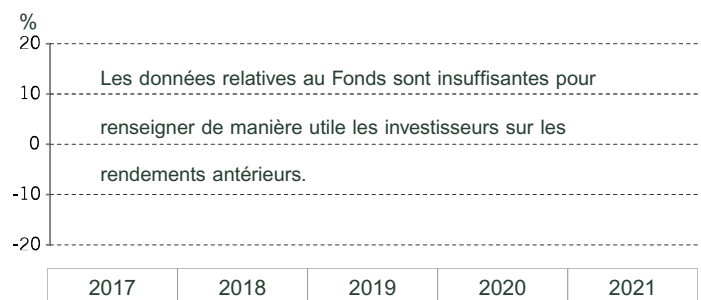 %
20
Les données relatives au Fonds sont insuffisantes pour
10
renseigner de manière utile les investisseurs sur les
0
rendements antérieurs.
-10
-20
2017 2018 2019 2020 2021